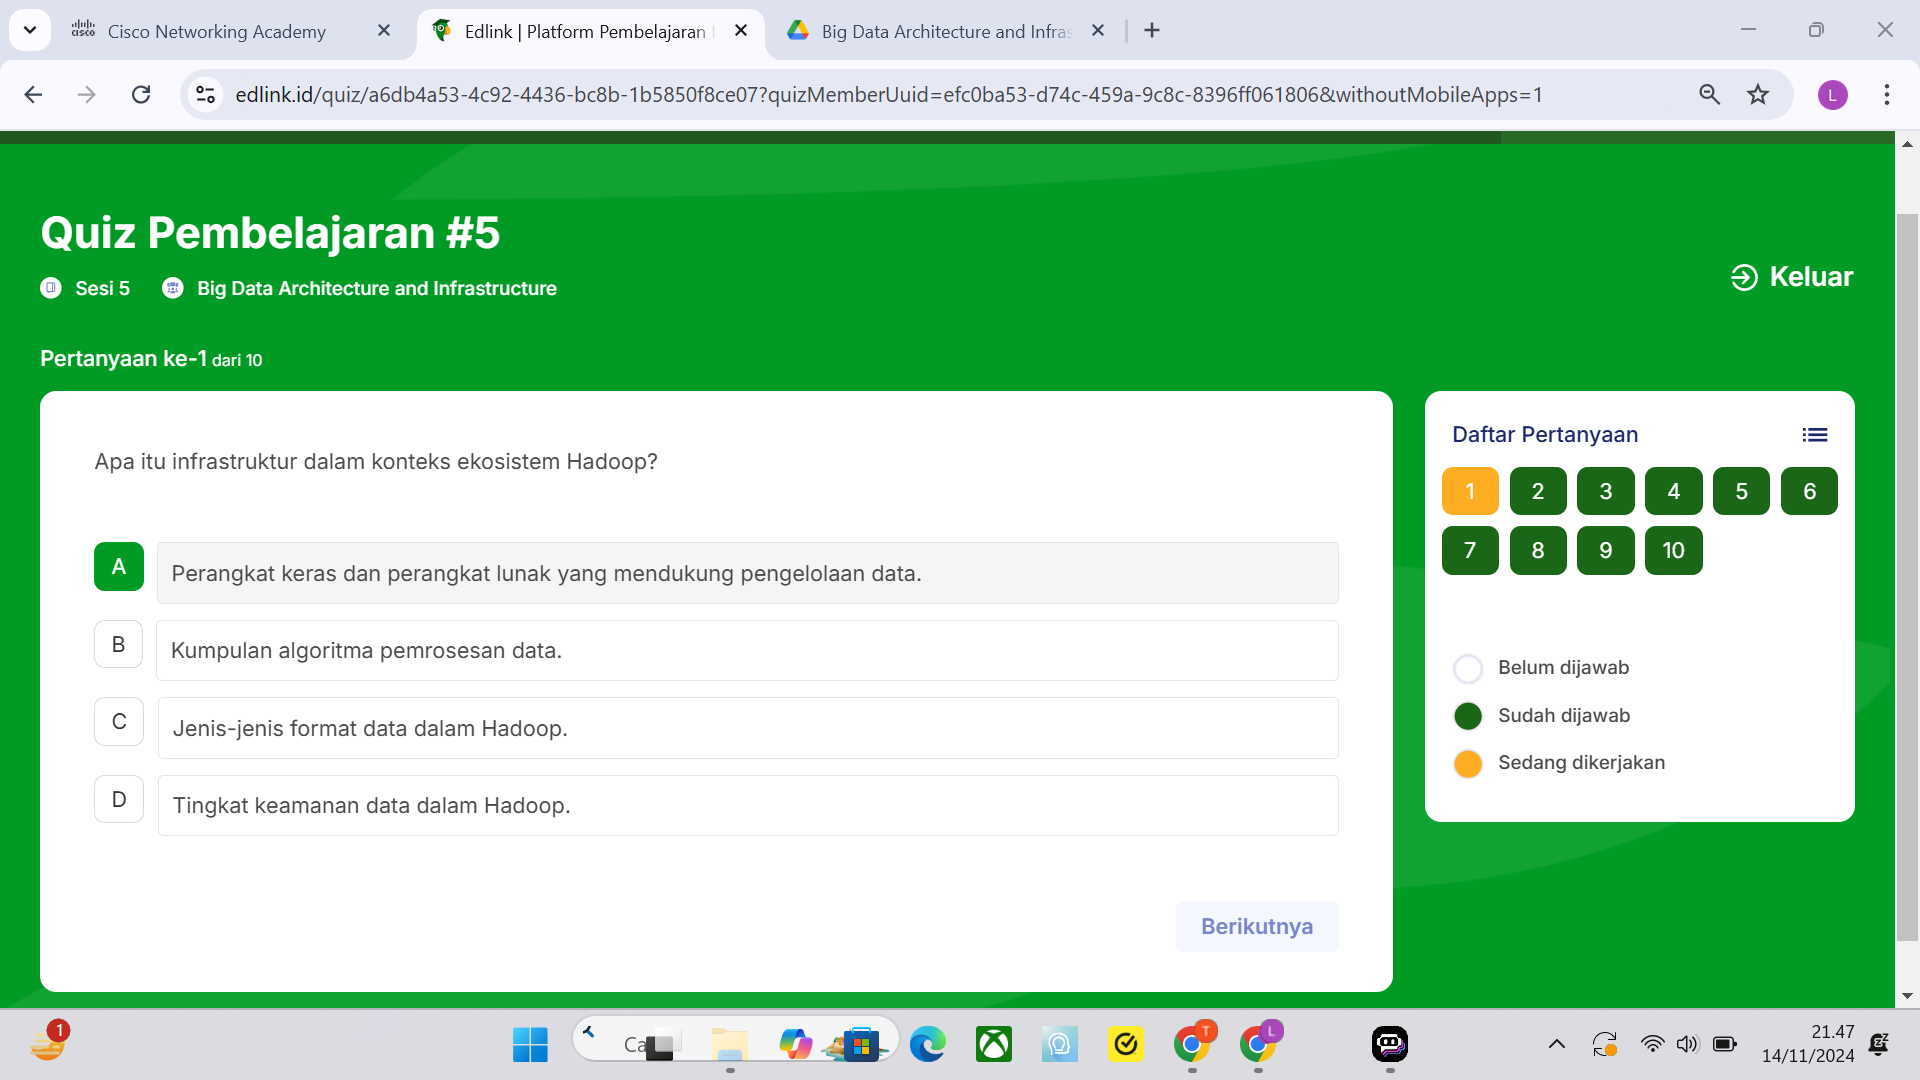 Cisco Networking Academy
Edlink | Platform Pembelajaran
Big Data Architecture and Infras
edlink.id/quiz/a6db4a53-4c92-4436-bc8b-1b5850f8ce07?quizMemberUuid=efc0ba53-d74c-459a-9c8c-8396ff061806&withoutMobileApps=1
L
Quiz Pembelajaran #5
Sesi 5
Big Data Architecture and Infrastructure
Keluar
Pertanyaan ke-1 dari 10
Apa itu infrastruktur dalam konteks ekosistem Hadoop?
A
Perangkat keras dan perangkat lunak yang mendukung pengelolaan data.
B
Kumpulan algoritma pemrosesan data.
C
Jenis-jenis format data dalam Hadoop.
D
Tingkat keamanan data dalam Hadoop.
Berikutnya
Daftar Pertanyaan
1 2 3 4 5 6
7 8 9 10
Belum dijawab
Sudah dijawab
Sedang dikerjakan
1
Ca
T
L
21.47
14/11/2024